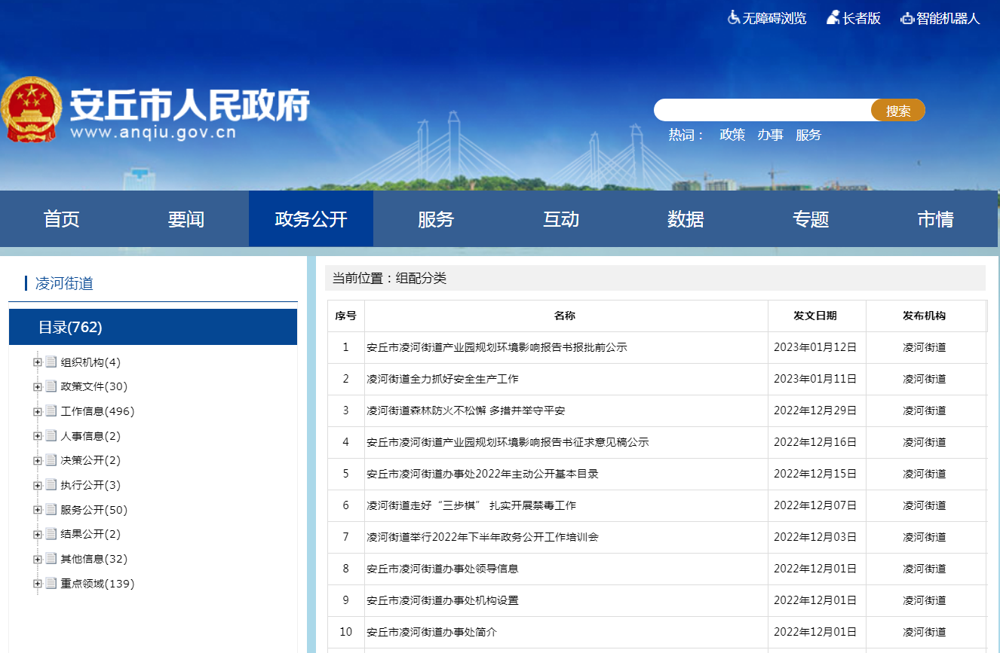 无障碍浏览 长者版 智能机器人
安丘市人民政府
www.anqiu.gov.cn
搜索
热词： 政策 办事 服务
首页 要闻 政务公开 服务 互动 数据 专题 市情
凌河街道
目录(762)
组织机构(4)
政策文件(30)
工作信息(496)
人事信息(2)
决策公开(2)
执行公开(3)
服务公开(50)
结果公开(2)
其他信息(32)
重点领域(139)
当前位置：组配分类
序号 名称 发文日期 发布机构
1 安丘市凌河街道产业园规划环境影响报告书报批前公示 2023年01月12日 凌河街道
2 凌河街道全力抓好安全生产工作 2023年01月11日 凌河街道
3 凌河街道森林防火不松懈 多措并举守平安 2022年12月29日 凌河街道
4 安丘市凌河街道产业园规划环境影响报告书征求意见稿公示 2022年12月16日 凌河街道
5 安丘市凌河街道办事处2022年主动公开基本目录 2022年12月15日 凌河街道
6 凌河街道走好“三步棋” 扎实开展禁毒工作 2022年12月07日 凌河街道
7 凌河街道举行2022年下半年政务公开工作培训会 2022年12月03日 凌河街道
8 安丘市凌河街道办事处领导信息 2022年12月01日 凌河街道
9 安丘市凌河街道办事处机构设置 2022年12月01日 凌河街道
10 安丘市凌河街道办事处简介 2022年12月01日 凌河街道